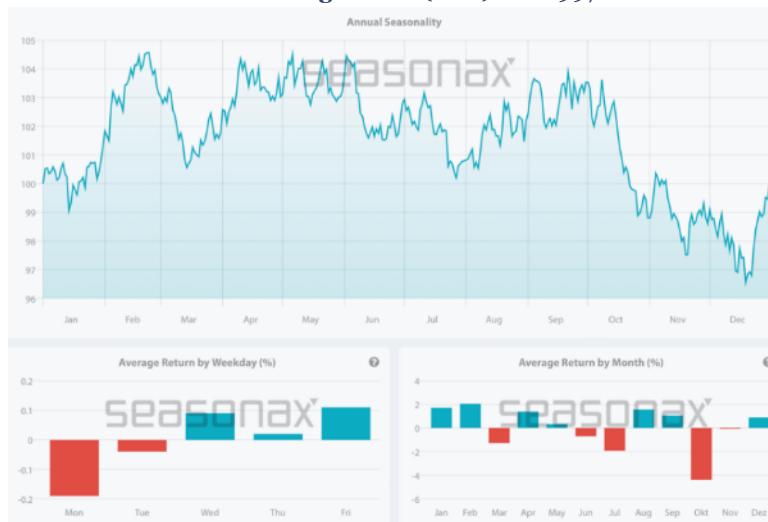 Annual Seasonality
seasonax
105
104
103
102
101
100
99
98
97
96
Jan Feb Mar Apr May Jun Jul Aug Sep Oct Nov Dec
Average Return by Weekday (%)
?
seasonax
0.2
0.1
0
-0.1
-0.2
Mon Tue Wed Thu Fri
Average Return by Month (%)
?
seasonax
4
2
0
-2
-4
-6
Jan Feb Mar Apr May Jun Jul Aug Sep Okt Nov Dez